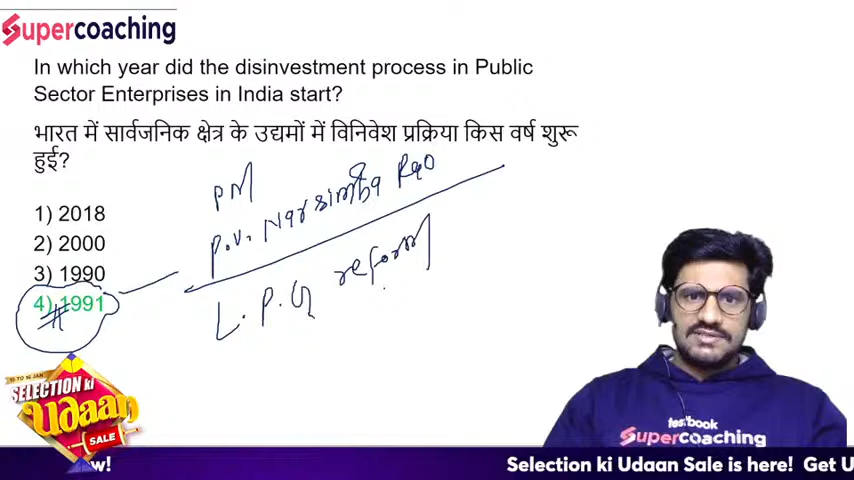 Supercoaching
In which year did the disinvestment process in Public
Sector Enterprises in India start?
भारत में सार्वजनिक क्षेत्र के उद्यमों में विनिवेश प्रक्रिया किस वर्ष शुरू
हुई?
PM
P.V. Narsimha Rao
1) 2018
2) 2000
3) 1990
4) 1991
L.P.G reform
SELECTION ki
udaan
SALE
testbook
Supercoaching
w!
Selection ki Udaan Sale is here! Get U